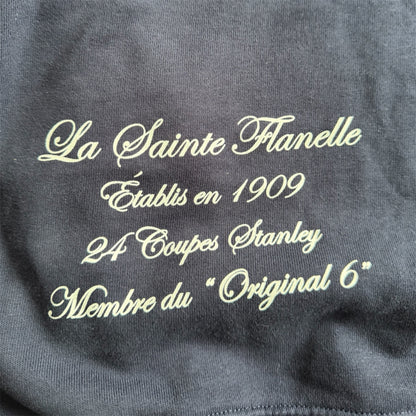 La Sainte Flanelle
Établis en 1909
24 Coupes Stanley
Membre du “Original 6”